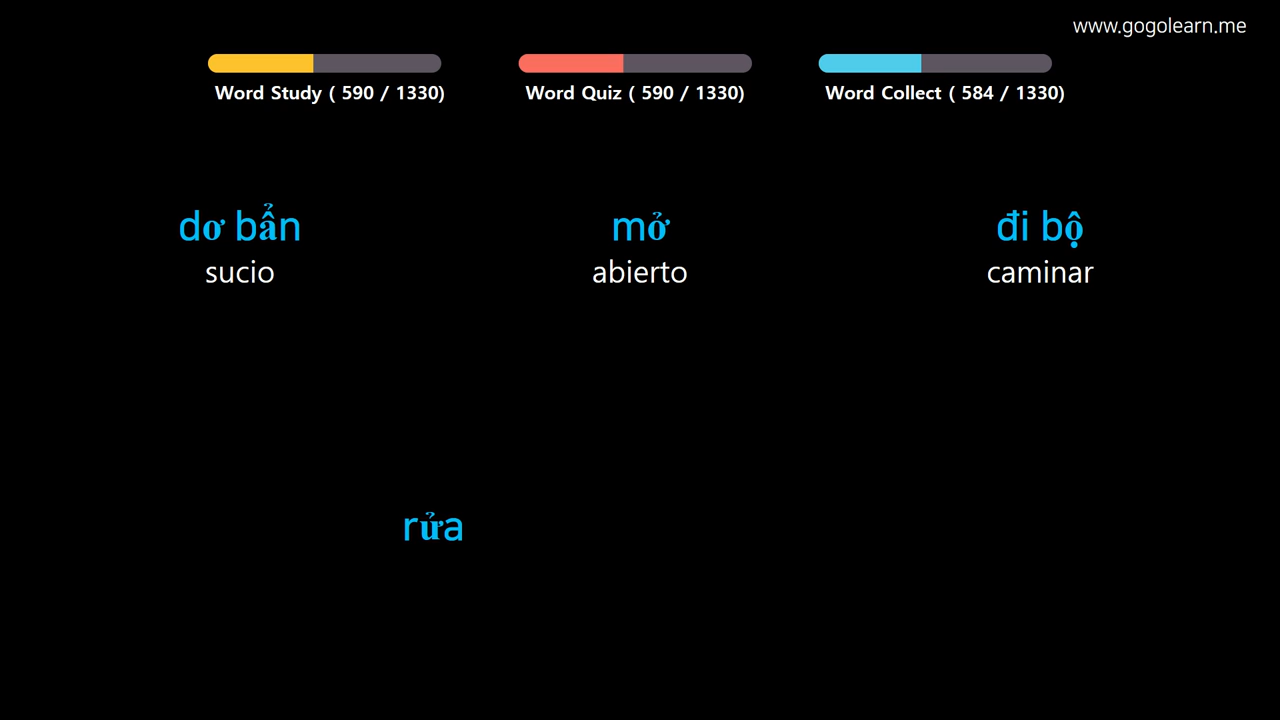 www.gogolearn.me
Word Study ( 590 / 1330)
Word Quiz ( 590 / 1330)
Word Collect ( 584 / 1330)
dơ bẩn
sucio
mở
abierto
đi bộ
caminar
rửa